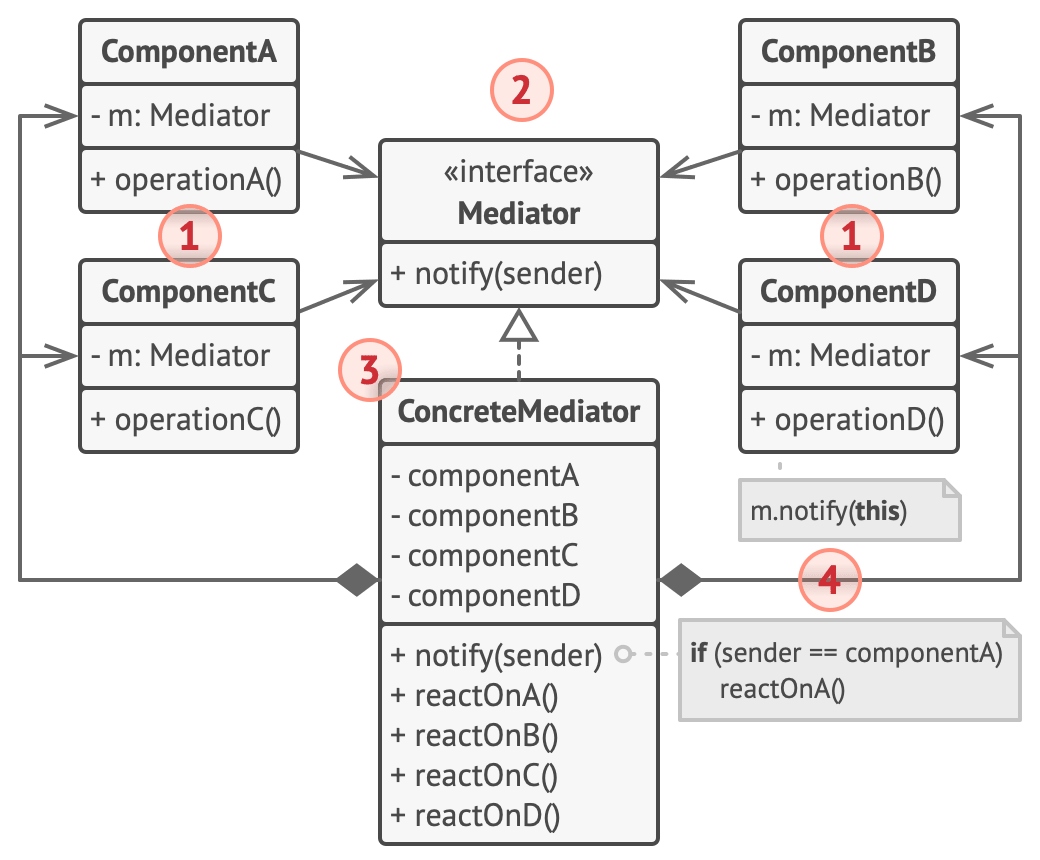 ComponentA
- m: Mediator
+ operationA()
1
ComponentC
- m: Mediator
+ operationC()
2
«interface»
Mediator
+ notify(sender)
3
ConcreteMediator
- componentA
- componentB
- componentC
- componentD
+ notify(sender)
+ reactOnA()
+ reactOnB()
+ reactOnC()
+ reactOnD()
ComponentB
- m: Mediator
+ operationB()
1
ComponentD
- m: Mediator
+ operationD()
m.notify(this)
4
if (sender == componentA)
reactOnA()